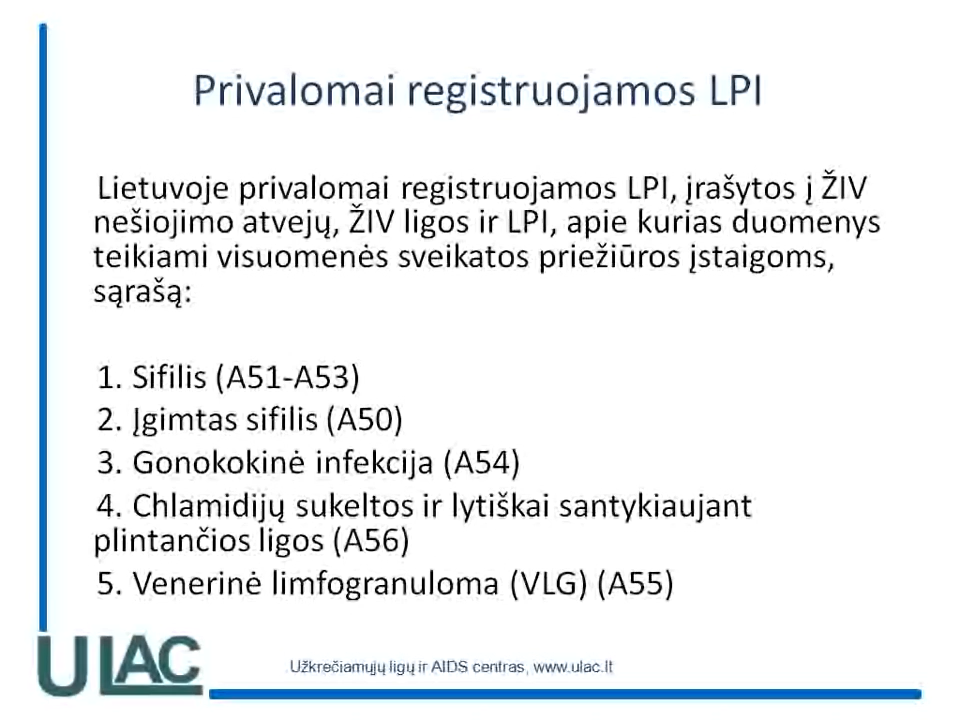 Privalomai registruojamos LPI
Lietuvoje privalomai registruojamos LPI, įrašytos į ŽIV
nešiojimo atvejų, ŽIV ligos ir LPI, apie kurias duomenys
teikiami visuomenės sveikatos priežiūros įstaigoms,
sąrašą:
1. Sifilis (A51-A53)
2. Įgimtas sifilis (A50)
3. Gonokokinė infekcija (A54)
4. Chlamidijų sukeltos ir lytiškai santykiaujant
plintančios ligos (A56)
5. Venerinė limfogranuloma (VLG) (A55)
ULAC
Užkrečiamųjų ligų ir AIDS centras, www.ulac.lt